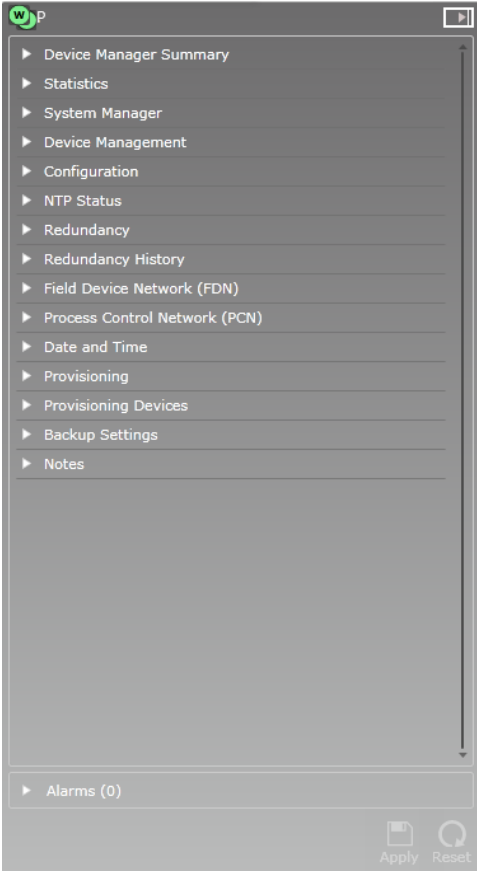 W P
Device Manager Summary
Statistics
System Manager
Device Management
Configuration
NTP Status
Redundancy
Redundancy History
Field Device Network (FDN)
Process Control Network (PCN)
Date and Time
Provisioning
Provisioning Devices
Backup Settings
Notes
Alarms (0)
Apply Reset